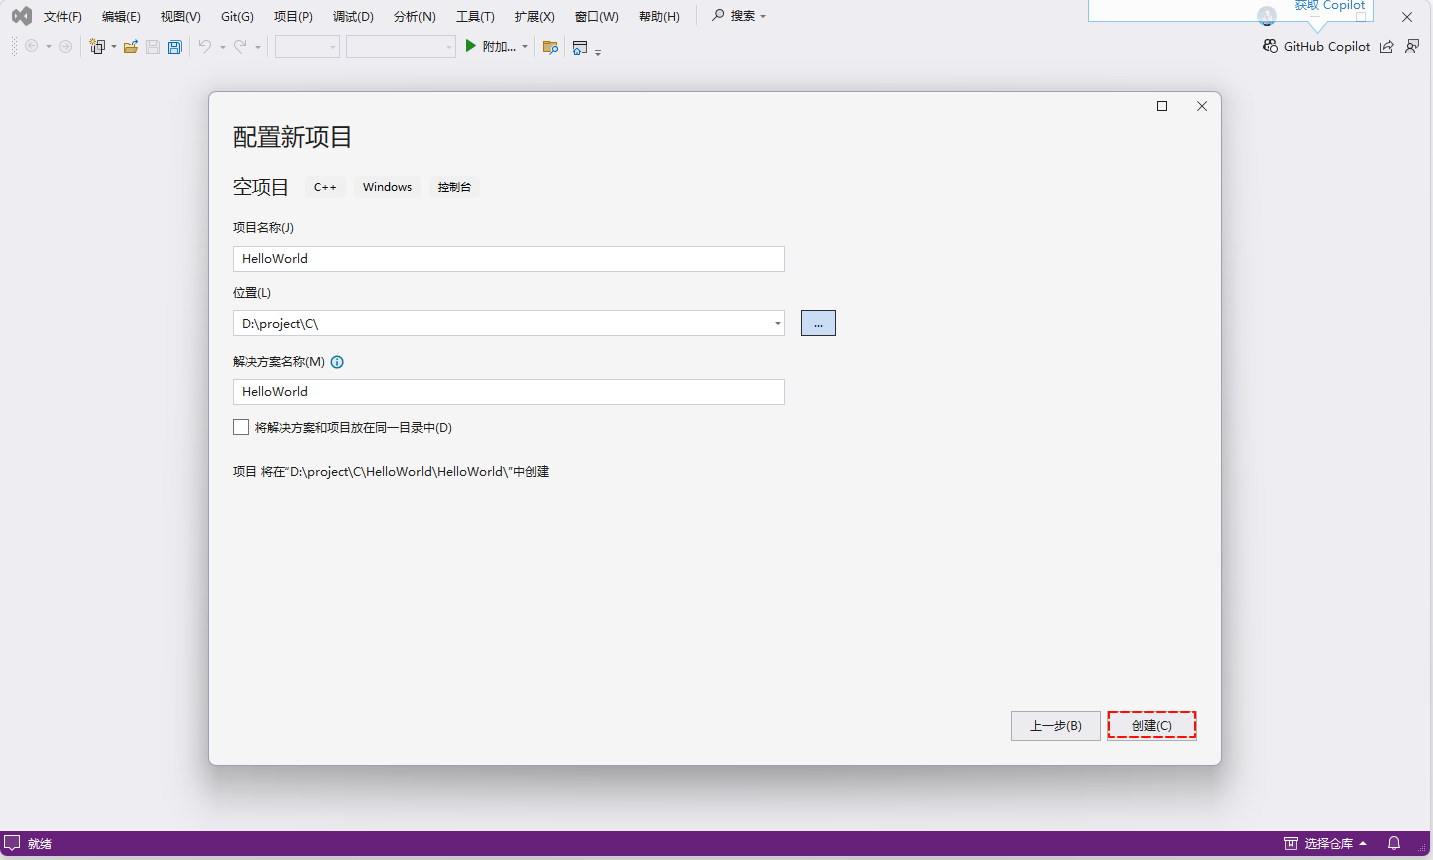 文件(F) 编辑(E) 视图(V) Git(G) 项目(P) 调试(D) 分析(N) 工具(T) 扩展(X) 窗口(W) 帮助(H) 搜索
获取 Copilot
附加...
GitHub Copilot
配置新项目
空项目 C++ Windows 控制台
项目名称(J)
HelloWorld
位置(L)
D:\project\C\
...
解决方案名称(M)
HelloWorld
将解决方案和项目放在同一目录中(D)
项目 将在“D:\project\C\HelloWorld\HelloWorld\”中创建
上一步(B) 创建(C)
就绪
选择仓库